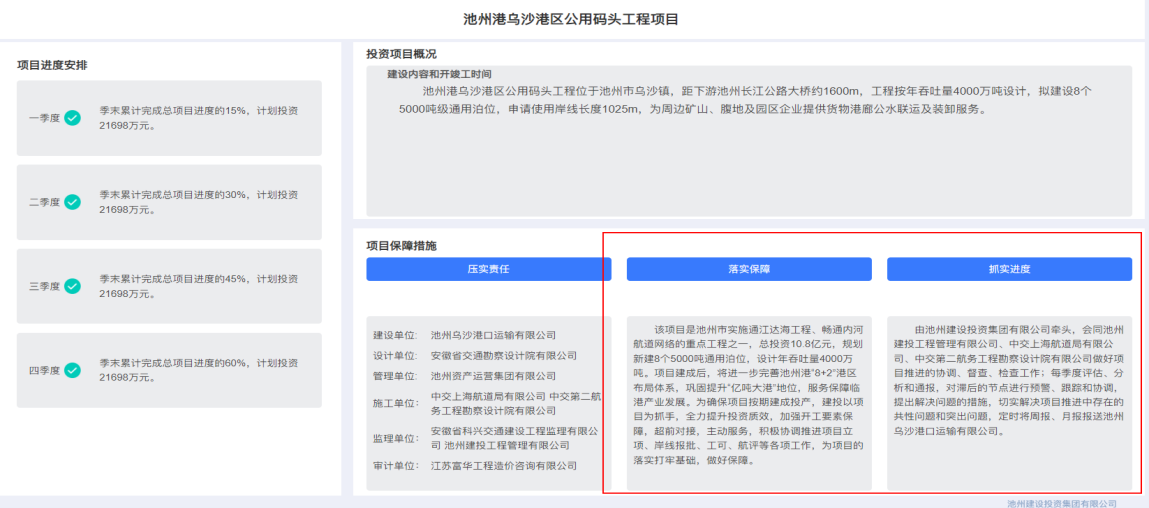 池州港乌沙港区公用码头工程项目
项目进度安排
一季度
季末累计完成总项目进度的15%，计划投资
21698万元。
二季度
季末累计完成总项目进度的30%，计划投资
21698万元。
三季度
季末累计完成总项目进度的45%，计划投资
21698万元。
四季度
季末累计完成总项目进度的60%，计划投资
21698万元。
投资项目概况
建设内容和开竣工时间
池州港乌沙港区公用码头工程位于池州市乌沙镇，距下游池州长江公路大桥约1600m，工程按年吞吐量4000万吨设计，拟建设8个
5000吨级通用泊位，申请使用岸线长度1025m，为周边矿山、腹地及园区企业提供货物港廊公水联运及装卸服务。
项目保障措施
压实责任
建设单位: 池州乌沙港口运输有限公司
设计单位: 安徽省交通勘察设计院有限公司
管理单位: 池州资产运营集团有限公司
施工单位: 中交上海航道局有限公司 中交第二航
务工程勘察设计院有限公司
监理单位: 安徽省科兴交通建设工程监理有限公
司 池州建投工程管理有限公司
审计单位: 江苏富华工程造价咨询有限公司
落实保障
该项目是池州市实施通江达海工程、畅通内河
航道网络的重点工程之一，总投资10.8亿元，规划
新建8个5000吨通用泊位，设计年吞吐量4000万
吨。项目建成后，将进一步完善池州港“8+2”港区
布局体系，巩固提升“亿吨大港”地位，服务保障临
港产业发展。为确保项目按期建成投产，建投以项
目为抓手，全力提升投资质效，加强开工要素保
障，超前对接，主动服务，积极协调推进项目立
项、岸线报批、工可、航评等各项工作，为项目的
落实打牢基础，做好保障。
抓实进度
由池州建设投资集团有限公司牵头，会同池州
建投工程管理有限公司、中交上海航道局有限公
司、中交第二航务工程勘察设计院有限公司做好项
目推进的协调、督查、检查工作；每季度评估、分
析和通报，对滞后的节点进行预警、跟踪和协调，
提出解决问题的措施，切实解决项目推进中存在的
共性问题和突出问题，定时将周报、月报报送池州
乌沙港口运输有限公司。
池州建设投资集团有限公司